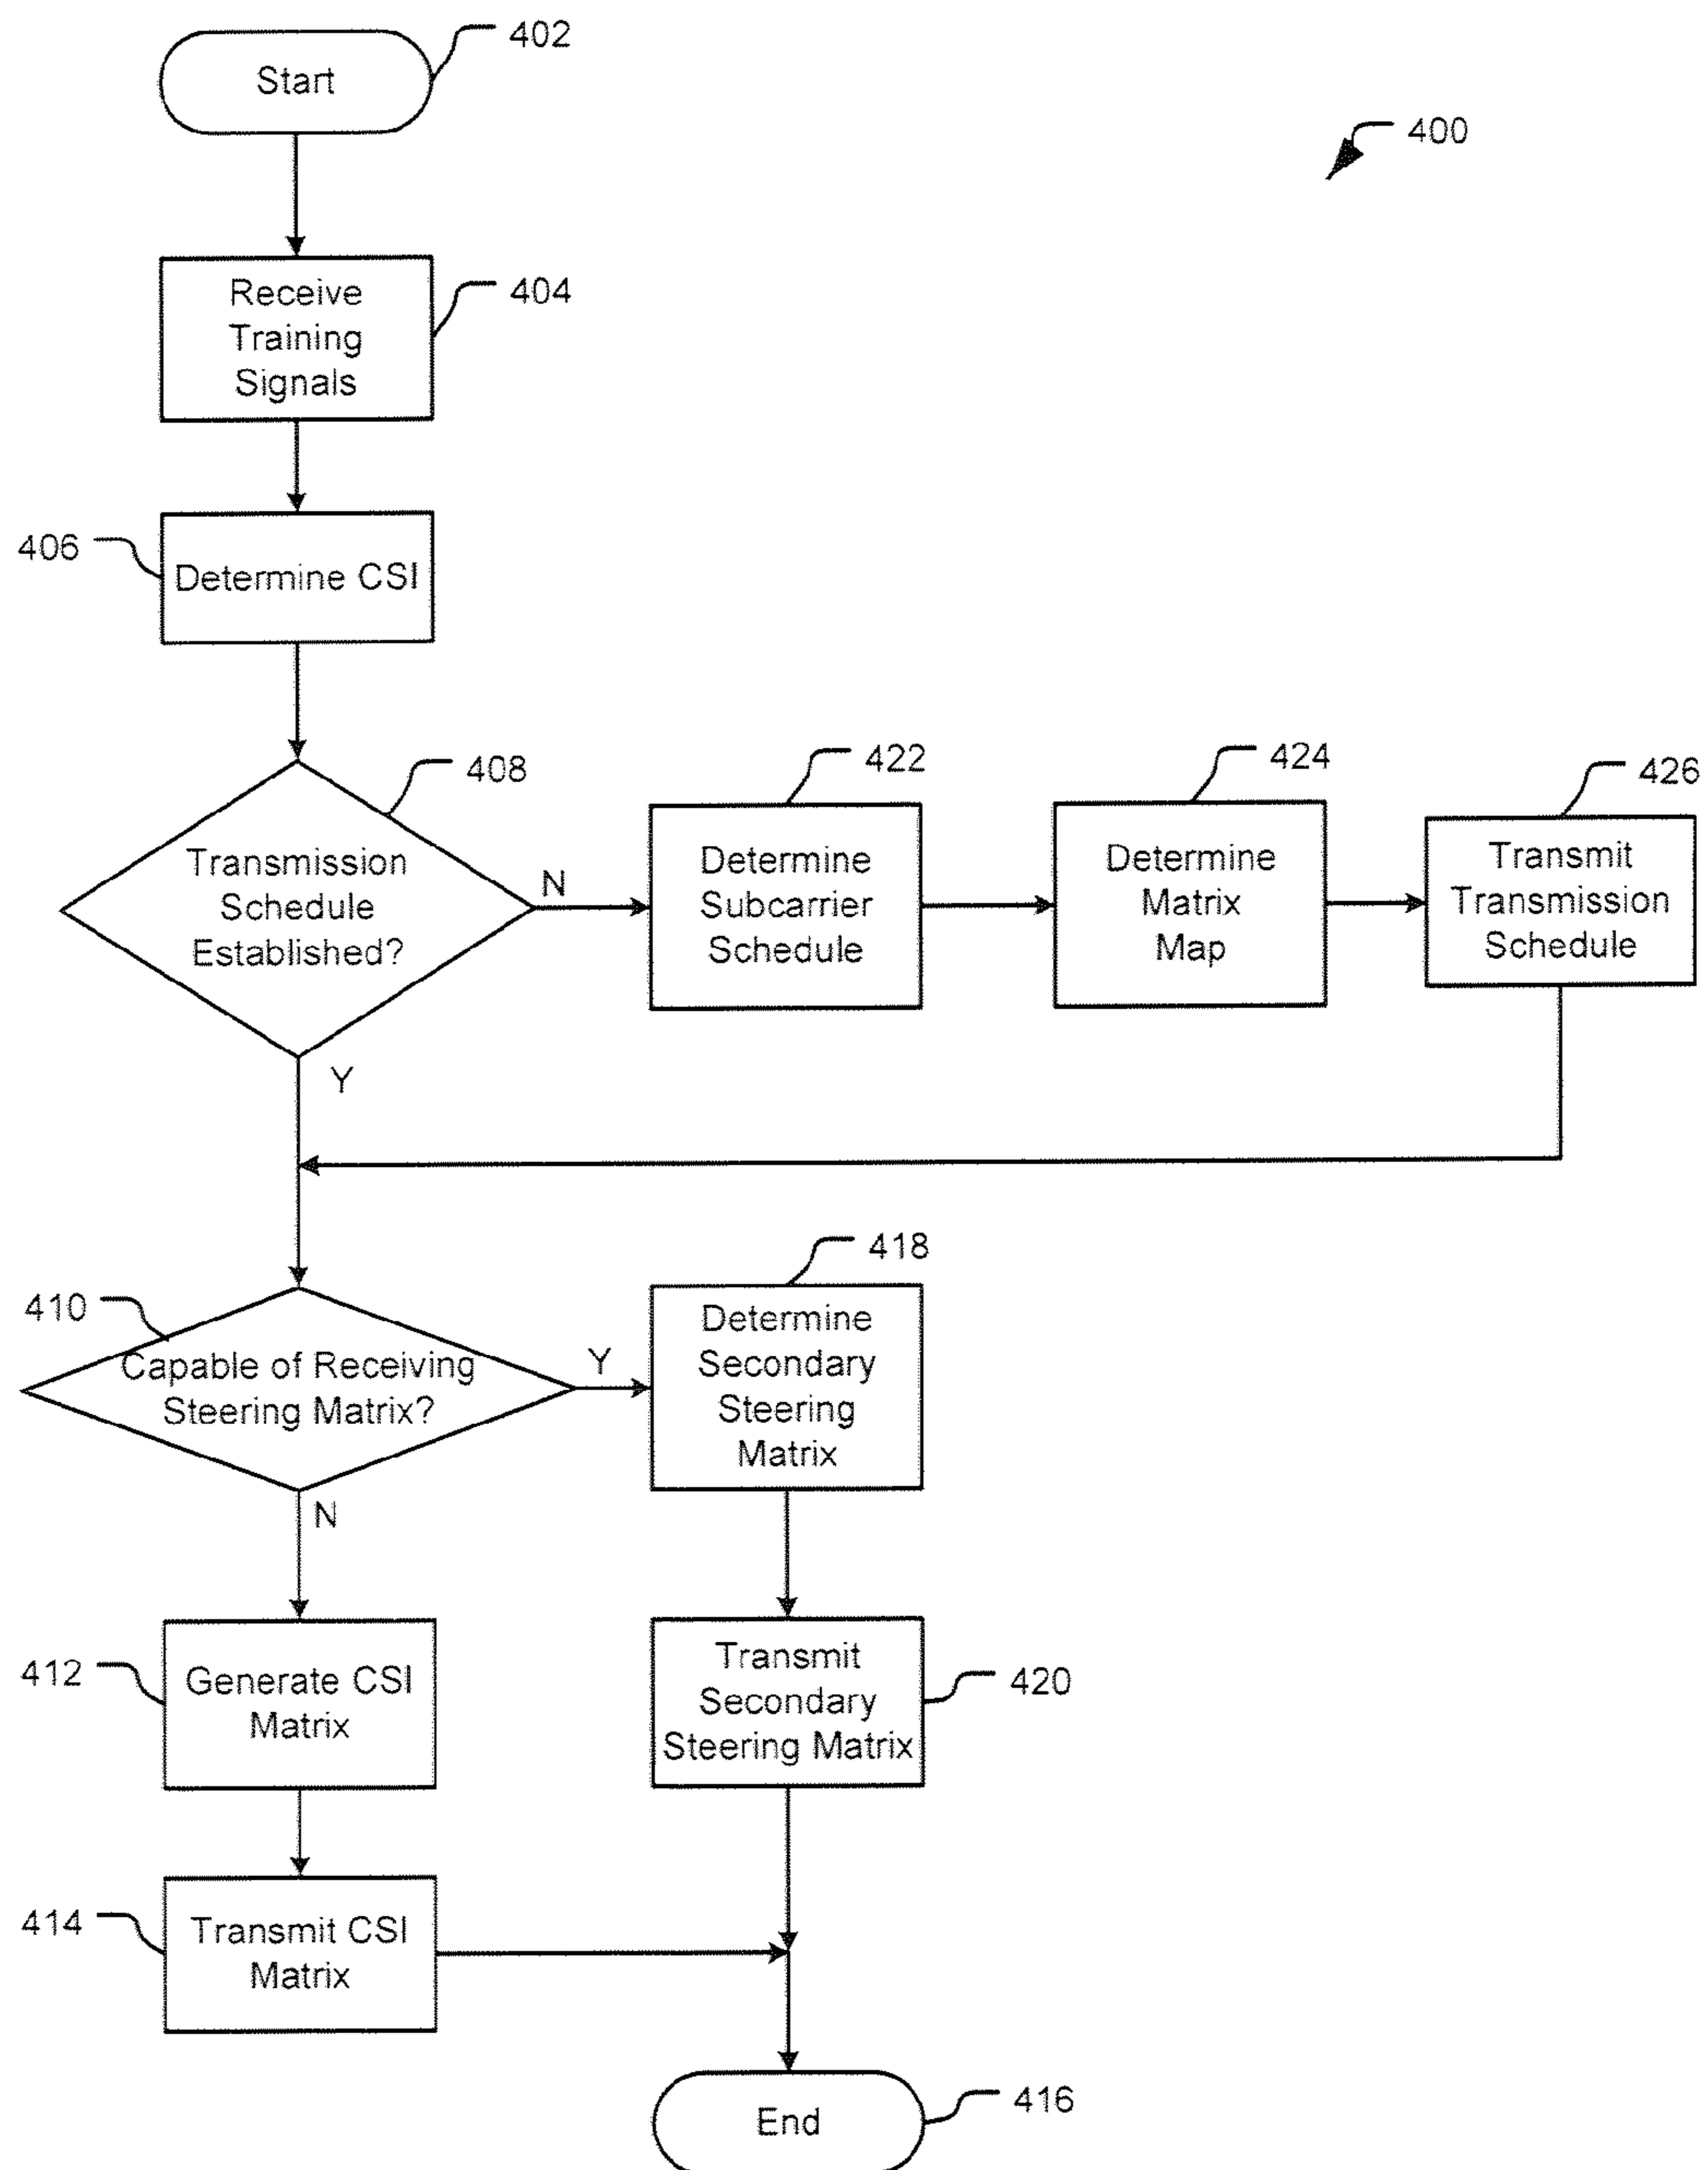 402
Start
400
Receive
Training
Signals
404
406
Determine CSI
408
Transmission
Schedule
Established?
N
Y
422
Determine
Subcarrier
Schedule
424
Determine
Matrix
Map
426
Transmit
Transmission
Schedule
410
Capable of Receiving
Steering Matrix?
Y
N
418
Determine
Secondary
Steering
Matrix
412
Generate CSI
Matrix
Transmit
Secondary
Steering Matrix
420
414
Transmit CSI
Matrix
End
416